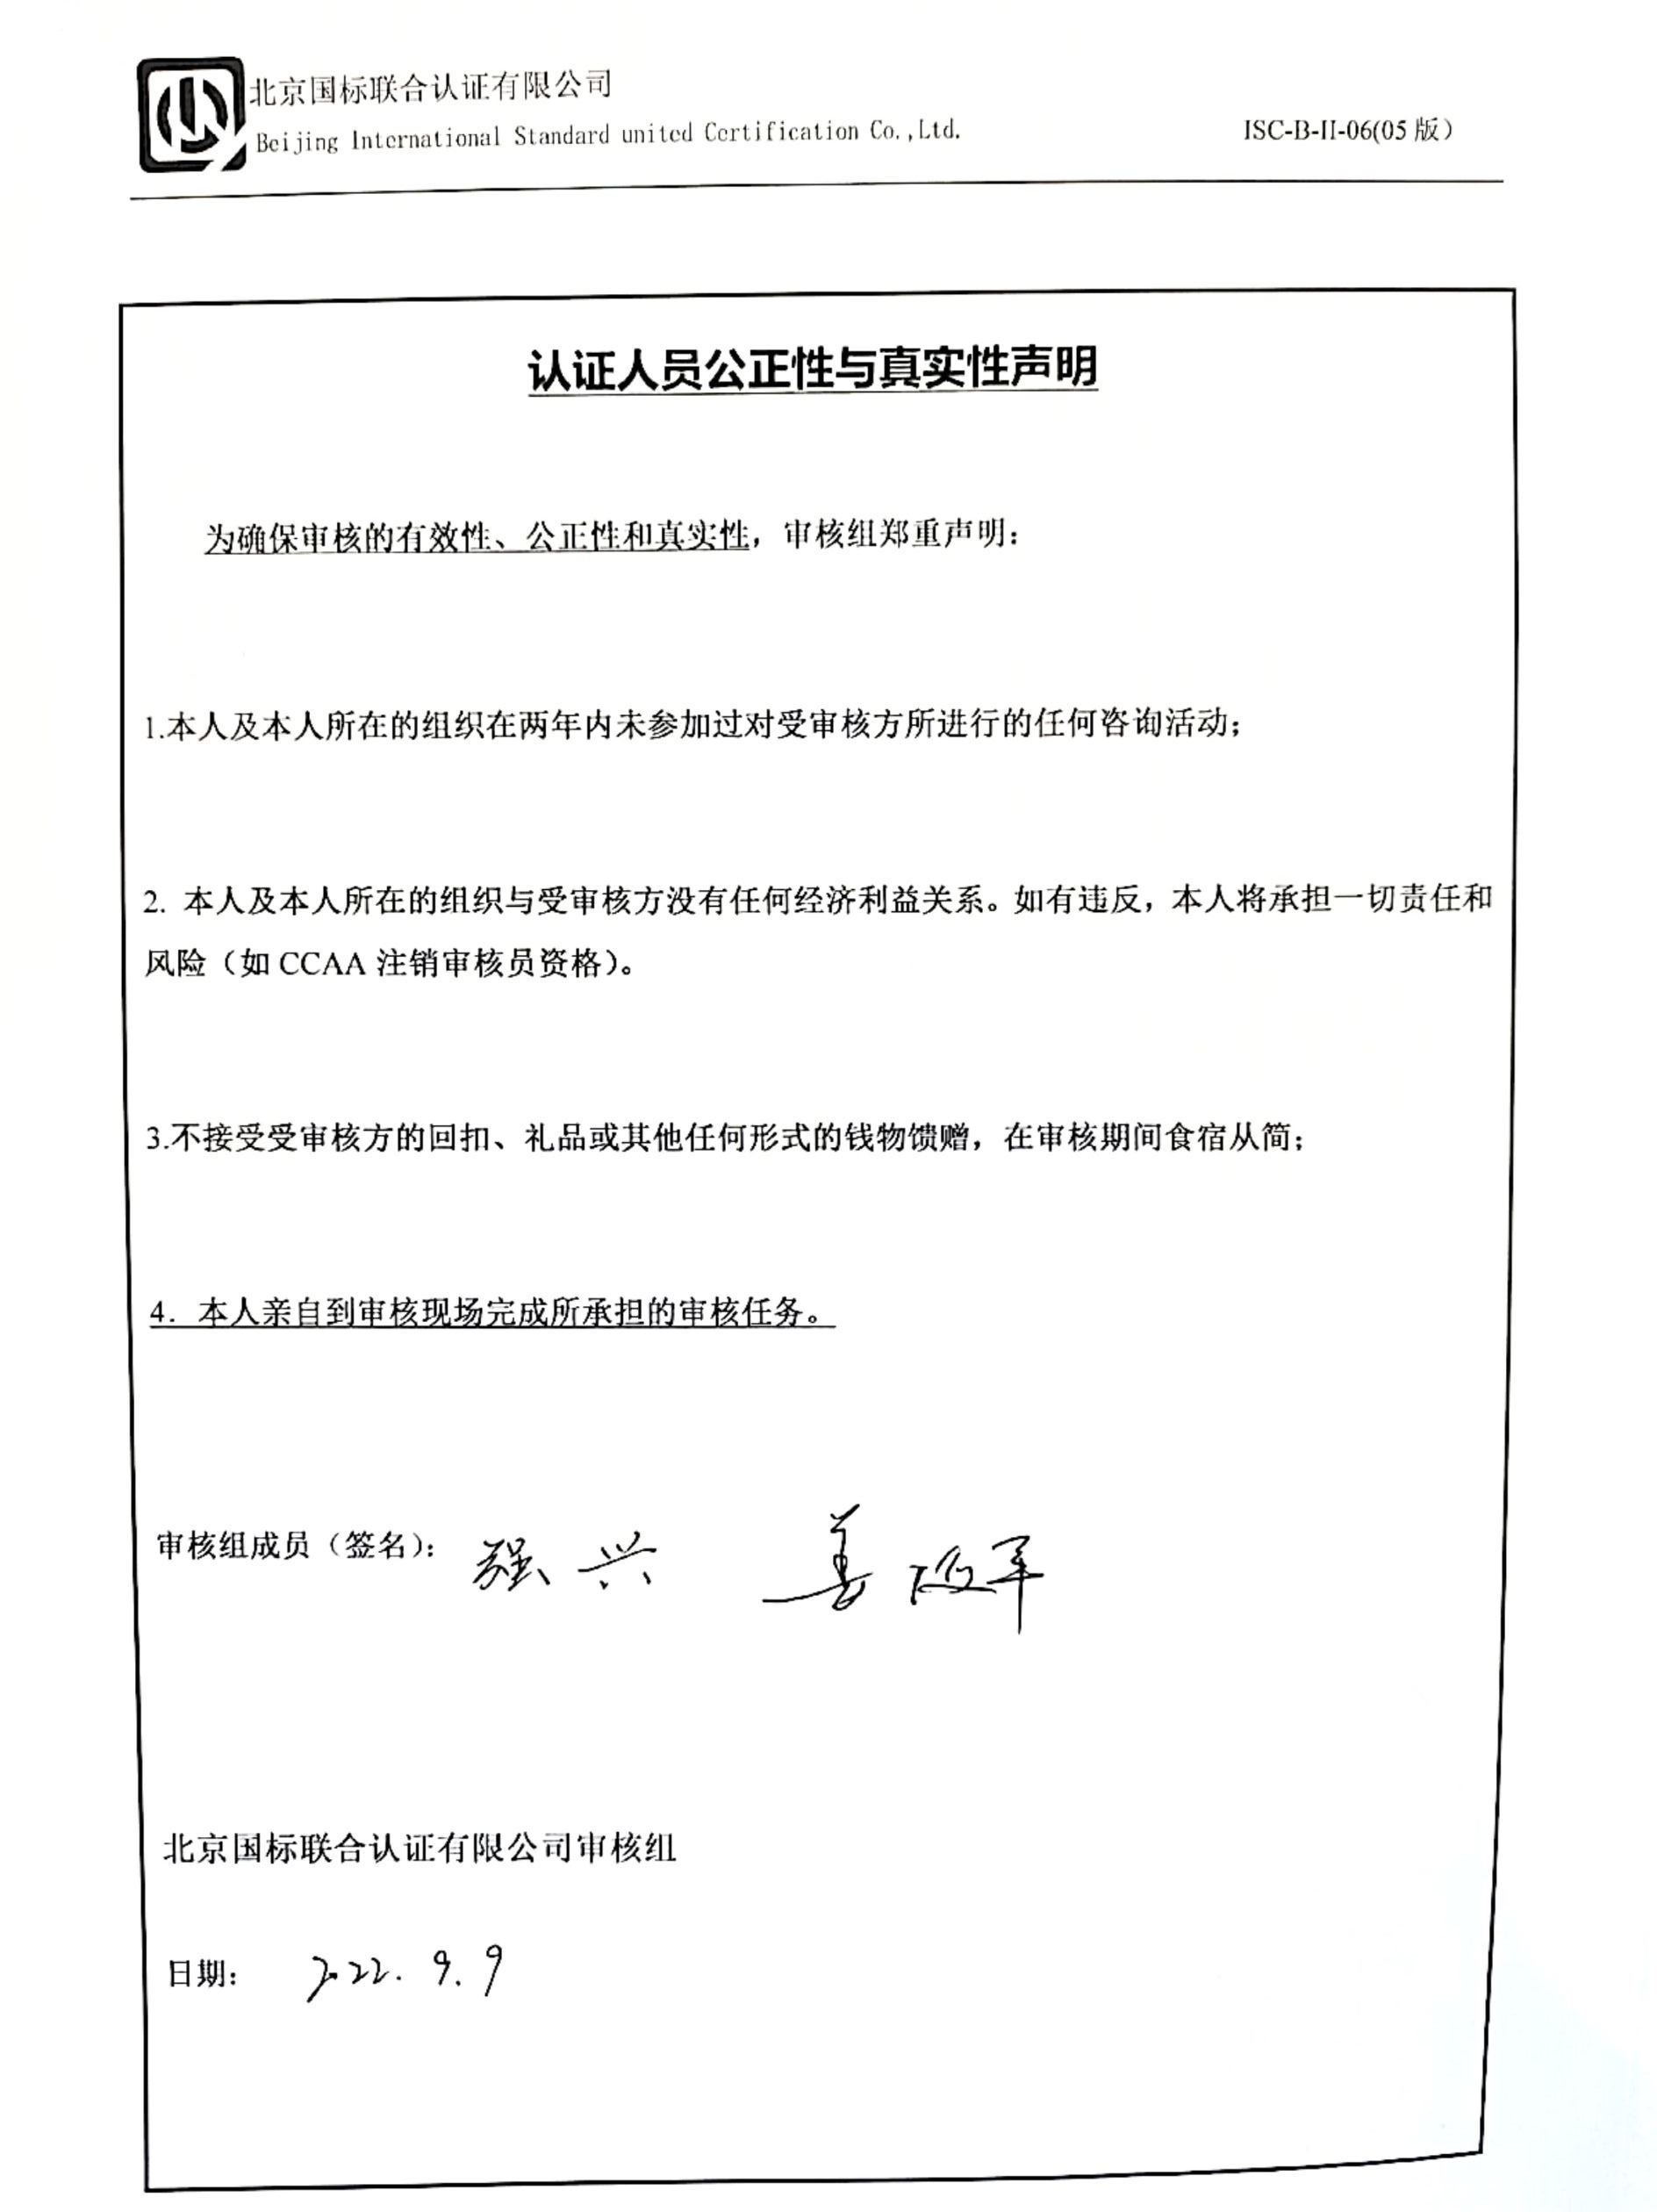 北京国标联合认证有限公司
Beijing International Standard united Certification Co.,Ltd.
ISC-B-II-06(05 版）
认证人员公正性与真实性声明
为确保审核的有效性、公正性和真实性，审核组郑重声明：
1.本人及本人所在的组织在两年内未参加过对受审核方所进行的任何咨询活动；
2. 本人及本人所在的组织与受审核方没有任何经济利益关系。如有违反，本人将承担一切责任和
风险（如 CCAA 注销审核员资格）。
3.不接受受审核方的回扣、礼品或其他任何形式的钱物馈赠，在审核期间食宿从简；
4．本人亲自到审核现场完成所承担的审核任务。
审核组成员（签名）： 强兴 姜
北京国标联合认证有限公司审核组
日期： 2022.9.9